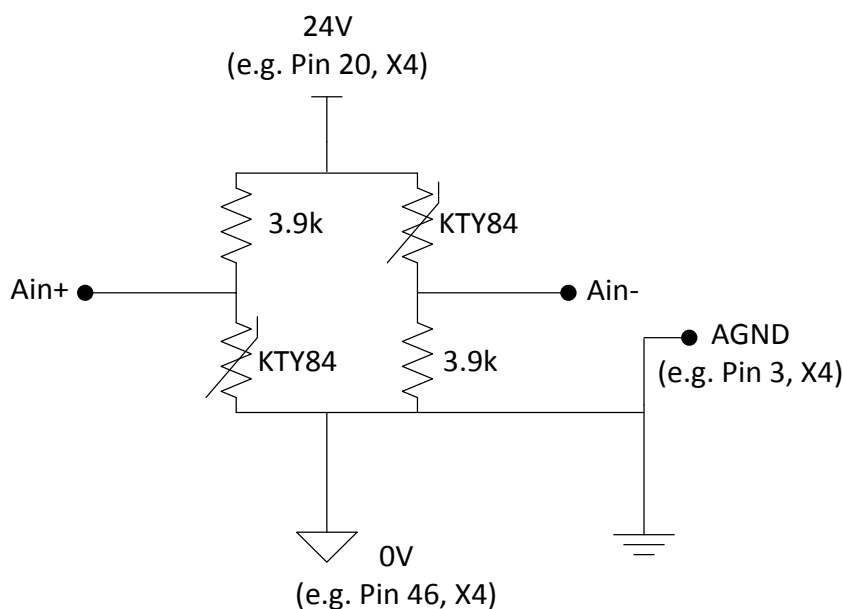 24V
(e.g. Pin 20, X4)
3.9k
KTY84
Ain+
Ain-
KTY84
3.9k
AGND
(e.g. Pin 3, X4)
0V
(e.g. Pin 46, X4)